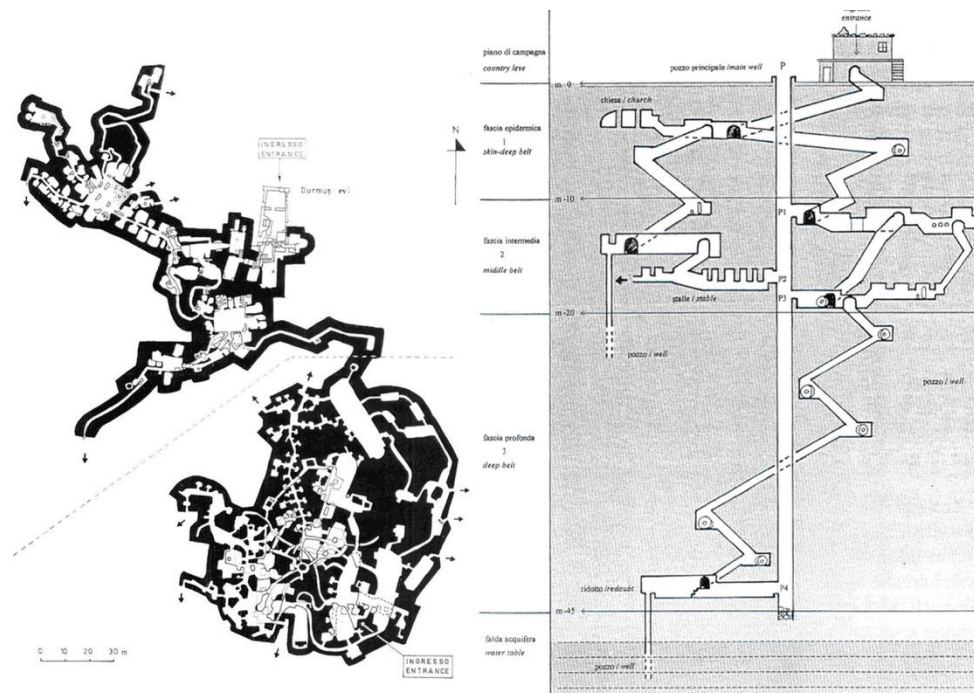 INGRESSO
ENTRANCE
N
Durmus evi
0 10 20 30 m
INGRESSO
ENTRANCE
entrance
piano di campagna
country leve
pozzo principale /main well
P
m 0
chiesa / church
fascia epidermica
1
skin-deep belt
m -10
P1
fascia intermedia
2
middle belt
P2
stalle / stable
P3
m -20
pozzo / well
pozzo / well
fascia profonda
3
deep belt
ridotto /redoubt
P4
m -45
falda acquifera
water table
pozzo / well